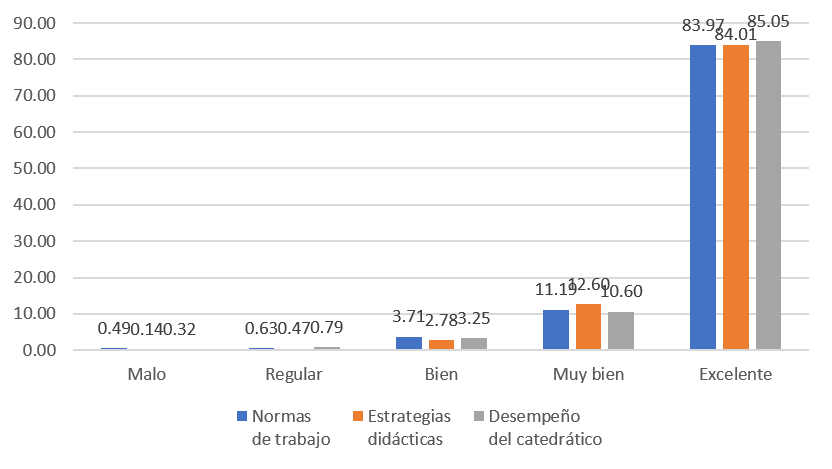 90.00
80.00
70.00
60.00
50.00
40.00
30.00
20.00
10.00
0.00
0.49 0.14 0.32
0.63 0.47 0.79
3.71 2.78 3.25
11.19 12.60 10.60
83.97 84.01 85.05
Malo Regular Bien Muy bien Excelente
Normas de trabajo
Estrategias didácticas
Desempeño del catedrático